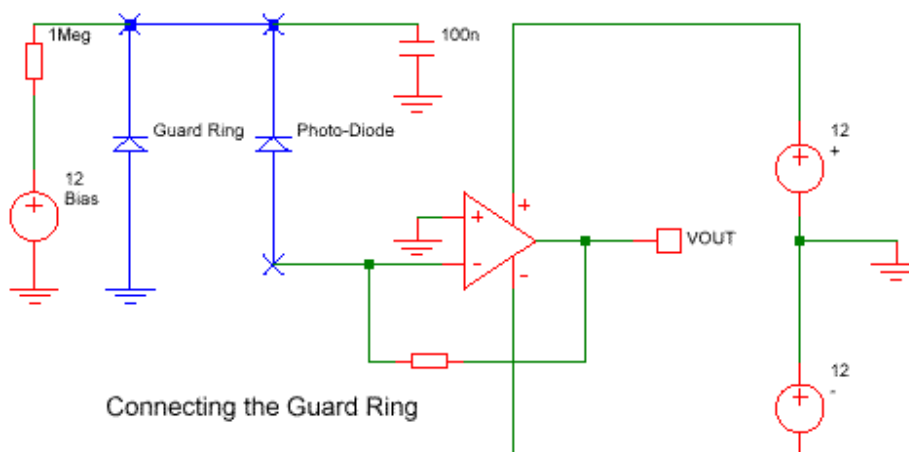 1Meg
100n
Guard Ring
Photo-Diode
12
Bias
12
+
VOUT
12
-
Connecting the Guard Ring